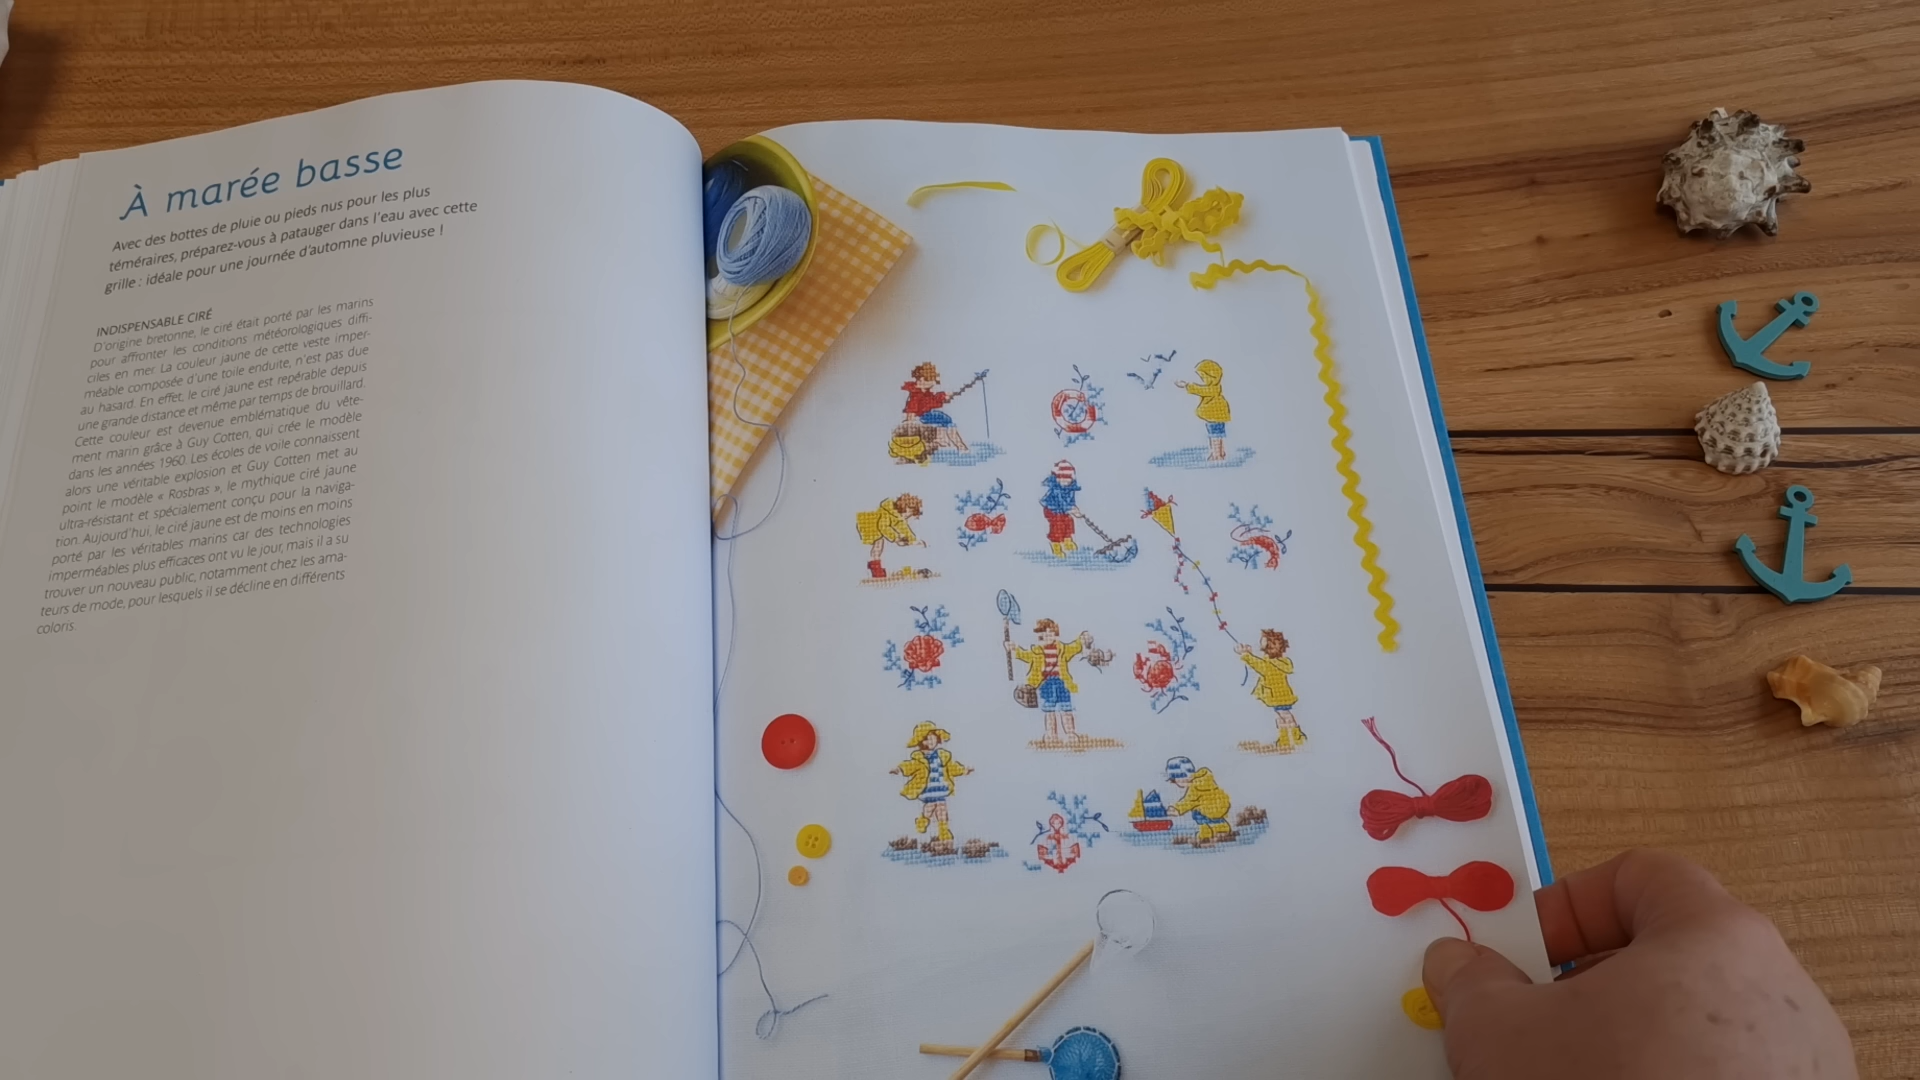 À marée basse
Avec des bottes de pluie ou pieds nus pour les plus
téméraires, préparez-vous à patauger dans l'eau avec cette
grille : idéale pour une journée d'automne pluvieuse !
INDISPENSABLE CIRÉ
D'origine bretonne, le ciré était porté par les marins
pour affronter les conditions météorologiques diffi-
ciles en mer. La couleur jaune de cette veste imper-
méable composée d'une toile enduite, n'est pas due
au hasard. En effet, le ciré jaune est repérable depuis
une grande distance et même par temps de brouillard.
Cette couleur est devenue emblématique du vête-
ment marin grâce à Guy Cotten, qui crée le modèle
dans les années 1960. Les écoles de voile connaissent
alors une véritable explosion et Guy Cotten met au
point le modèle « Rosbras », le mythique ciré jaune
ultra-résistant et spécialement conçu pour la naviga-
tion. Aujourd'hui, le ciré jaune est de moins en moins
porté par les véritables marins car des technologies
imperméables plus efficaces ont vu le jour, mais il a su
trouver un nouveau public, notamment chez les ama-
teurs de mode, pour lesquels il se décline en différents
coloris.